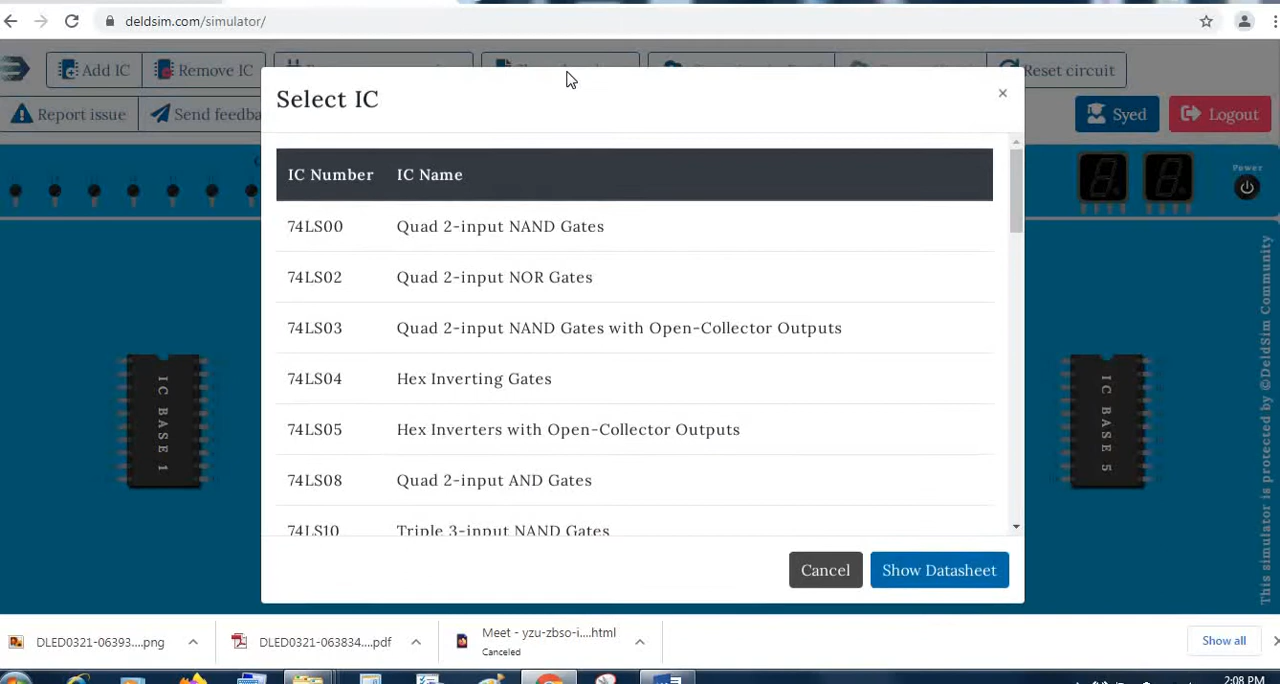 deldsim.com/simulator/
Add IC
Remove IC
Reset circuit
Report issue
Send feedba
Syed
Logout
Select IC
×
IC Number IC Name
74LS00 Quad 2-input NAND Gates
74LS02 Quad 2-input NOR Gates
74LS03 Quad 2-input NAND Gates with Open-Collector Outputs
74LS04 Hex Inverting Gates
74LS05 Hex Inverters with Open-Collector Outputs
74LS08 Quad 2-input AND Gates
74LS10 Triple 3-input NAND Gates
Cancel
Show Datasheet
Power
IC BASE 1
IC BASE 5
This simulator is protected by ©DeldSim Community
DLED0321-06393....png
DLED0321-063834....pdf
Meet - yzu-zbso-i....html
Canceled
Show all
2:08 PM